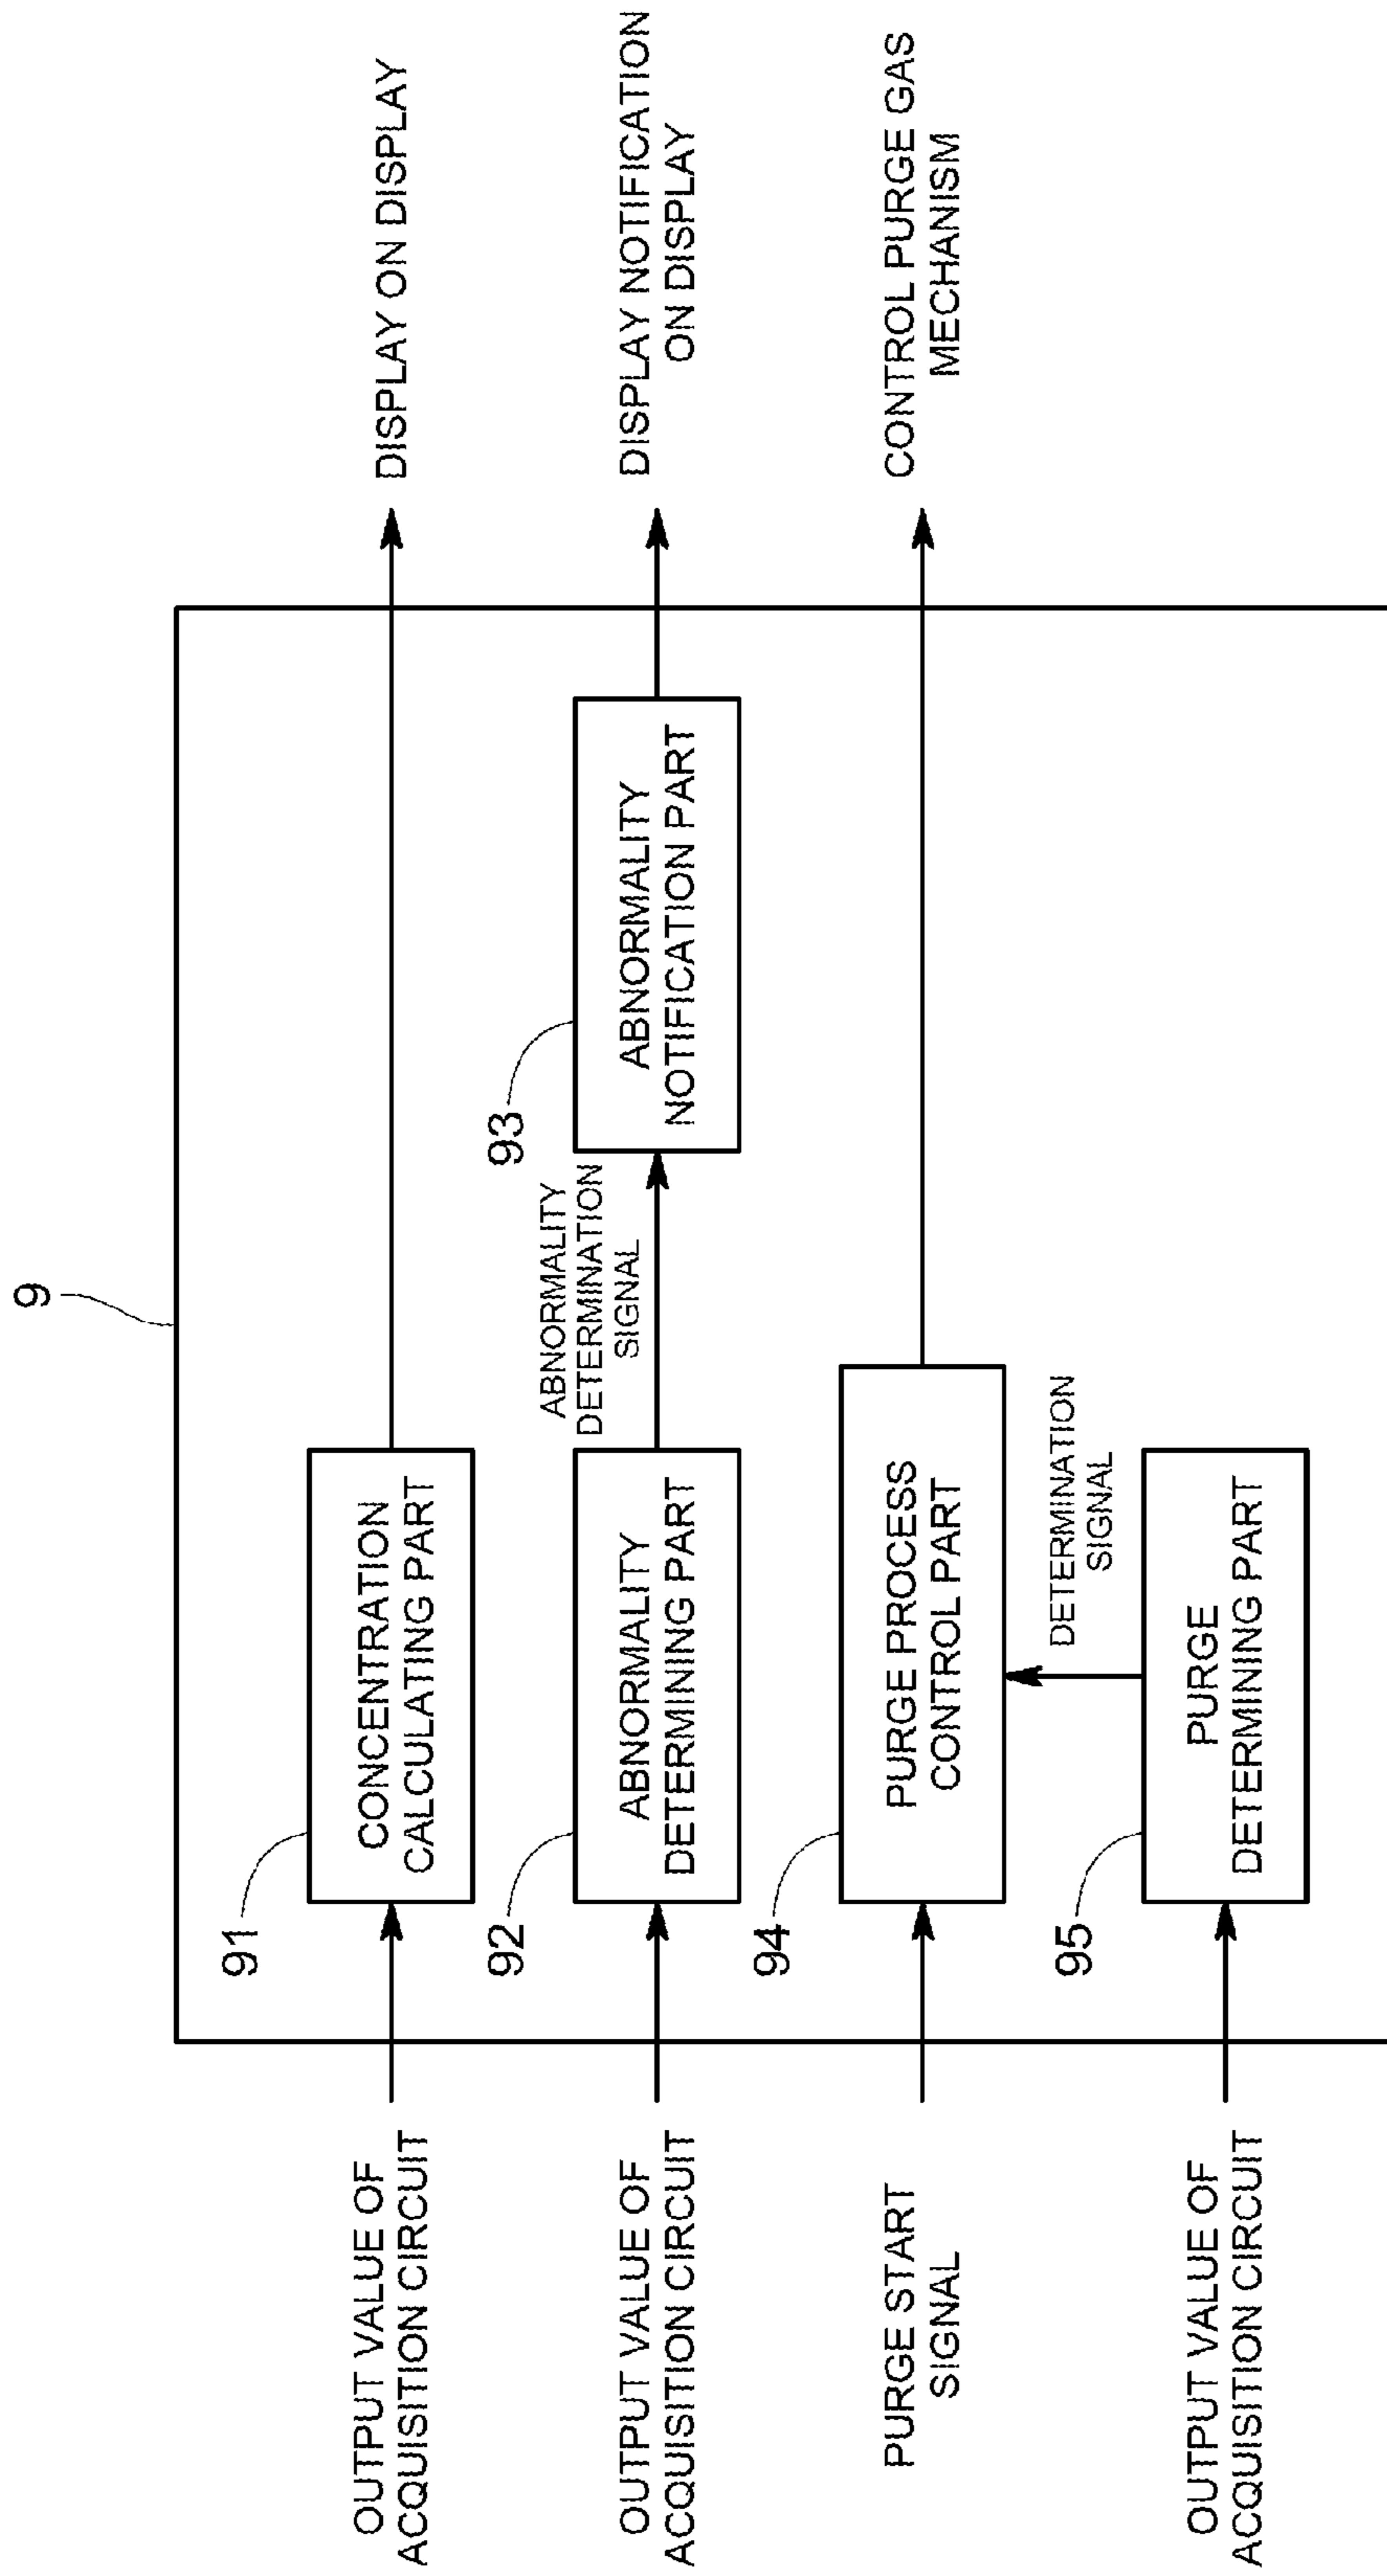 9
OUTPUT VALUE OF
ACQUISITION CIRCUIT
91
CONCENTRATION
CALCULATING PART
DISPLAY ON DISPLAY
OUTPUT VALUE OF
ACQUISITION CIRCUIT
92
ABNORMALITY
DETERMINING PART
ABNORMALITY
DETERMINATION
SIGNAL
93
ABNORMALITY
NOTIFICATION PART
DISPLAY NOTIFICATION
ON DISPLAY
PURGE START
SIGNAL
94
PURGE PROCESS
CONTROL PART
CONTROL PURGE GAS
MECHANISM
DETERMINATION
SIGNAL
OUTPUT VALUE OF
ACQUISITION CIRCUIT
95
PURGE
DETERMINING PART